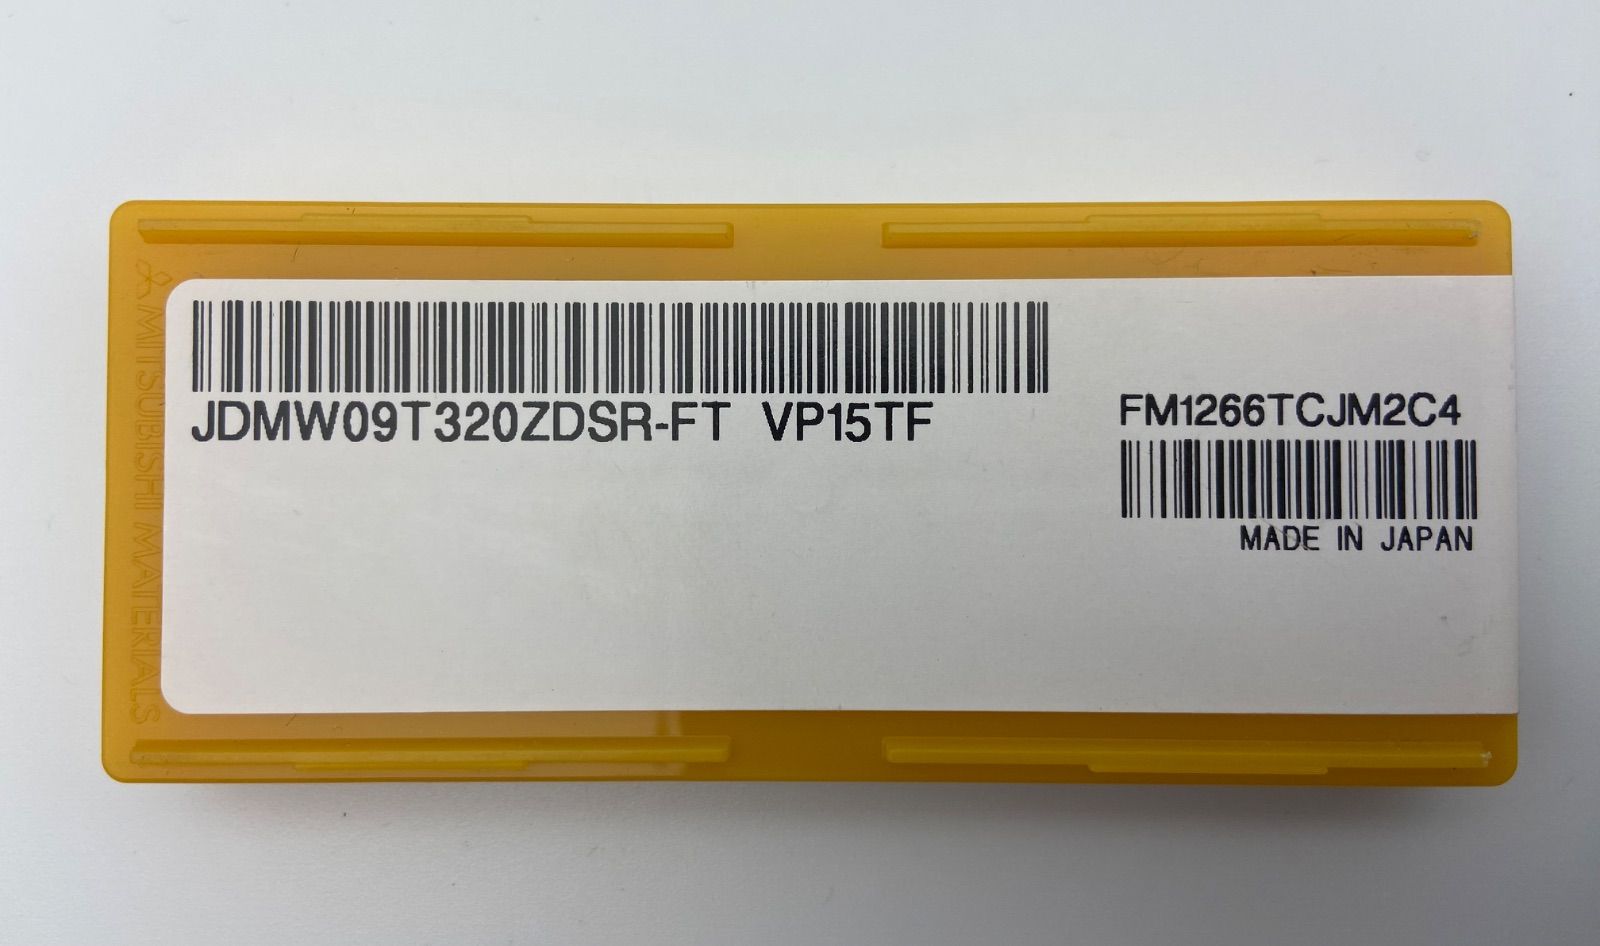 JDMW09T320ZDSR-FT VP15TF
FM1266TCJM2C4
MADE IN JAPAN
MITSUBISHI MATERIALS